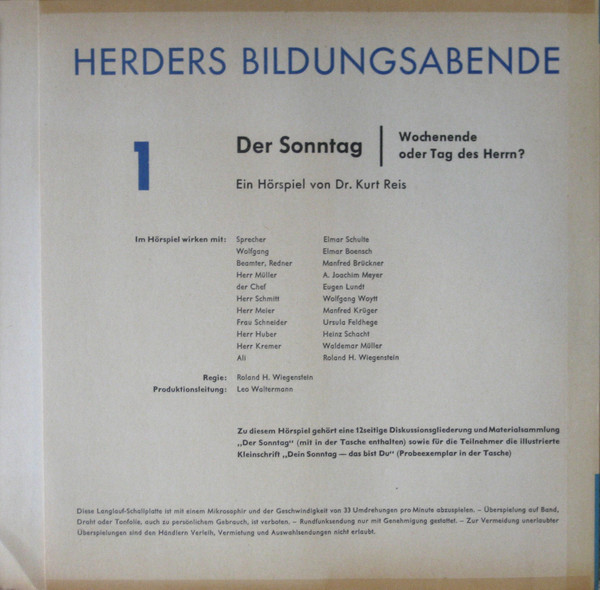 HERDERS BILDUNGSABENDE
1
Der Sonntag | Wochenende
oder Tag des Herrn?
Ein Hörspiel von Dr. Kurt Reis
Im Hörspiel wirken mit: Sprecher Elmar Schulte
Wolfgang Elmar Boensch
Beamter, Redner Manfred Brückner
Herr Müller A. Joachim Meyer
der Chef Eugen Lundt
Herr Schmitt Wolfgang Waytt
Herr Meier Manfred Krüger
Frau Schneider Ursula Feldhege
Herr Huber Heinz Schacht
Herr Kremer Waldemar Müller
Ali Roland H. Wiegenstein
Regie: Roland H. Wiegenstein
Produktionsleitung: Leo Waltermann
Zu diesem Hörspiel gehört eine 12seitige Diskussionsgliederung und Materialsammlung
„Der Sonntag“ (mit in der Tasche enthalten) sowie für die Teilnehmer die illustrierte
Kleinschrift „Dein Sonntag — das bist Du“ (Probeexemplar in der Tasche)
Diese Langlauf-Schallplatte ist mit einem Mikrosaphir und der Geschwindigkeit von 33 Umdrehungen pro Minute abzuspielen. – Überspielung auf Band,
Draht oder Tonfolie, auch zu persönlichem Gebrauch, ist verboten. – Rundfunksendung nur mit Genehmigung gestattet. – Zur Vermeidung unerlaubter
Überspielungen sind den Händlern Verleih, Vermietung und Auswahlsendungen nicht erlaubt.